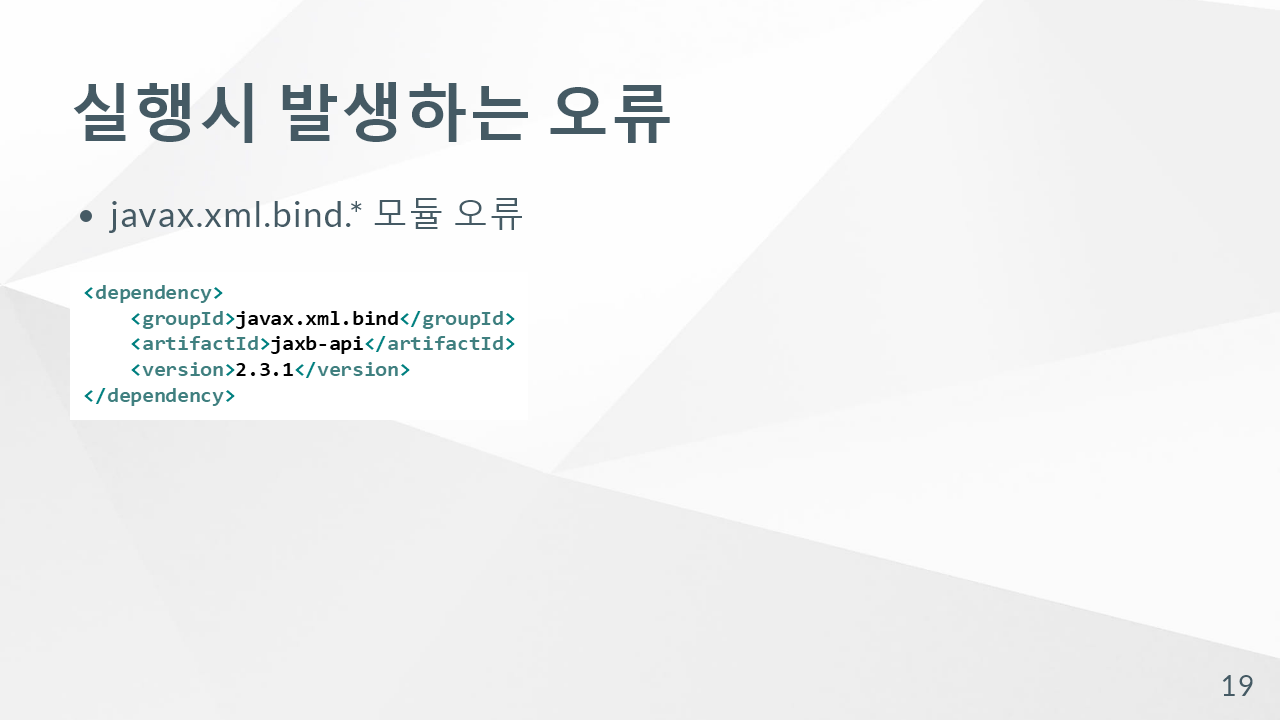 실행시 발생하는 오류
• javax.xml.bind.* 모듈 오류
<dependency>
    <groupId>javax.xml.bind</groupId>
    <artifactId>jaxb-api</artifactId>
    <version>2.3.1</version>
</dependency>
19